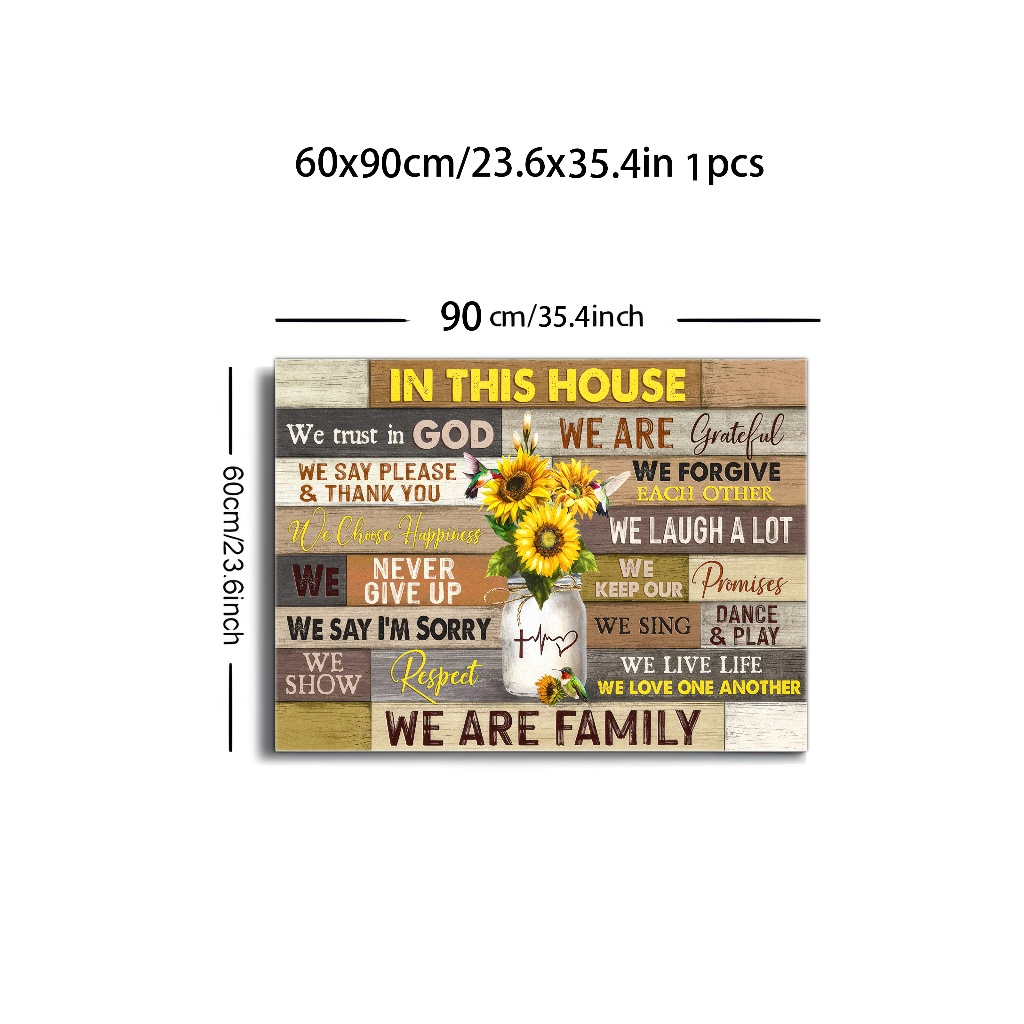 60x90cm/23.6x35.4in 1pcs
90 cm/35.4inch
60cm/23.6inch
IN THIS HOUSE
We trust in GOD
WE ARE Grateful
WE SAY PLEASE
& THANK YOU
WE FORGIVE
EACH OTHER
We Choose Happiness
WE LAUGH A LOT
WE NEVER
GIVE UP
WE
KEEP OUR Promises
WE SAY I'M SORRY
WE SING DANCE
& PLAY
WE
SHOW Respect
WE LIVE LIFE
WE LOVE ONE ANOTHER
WE ARE FAMILY